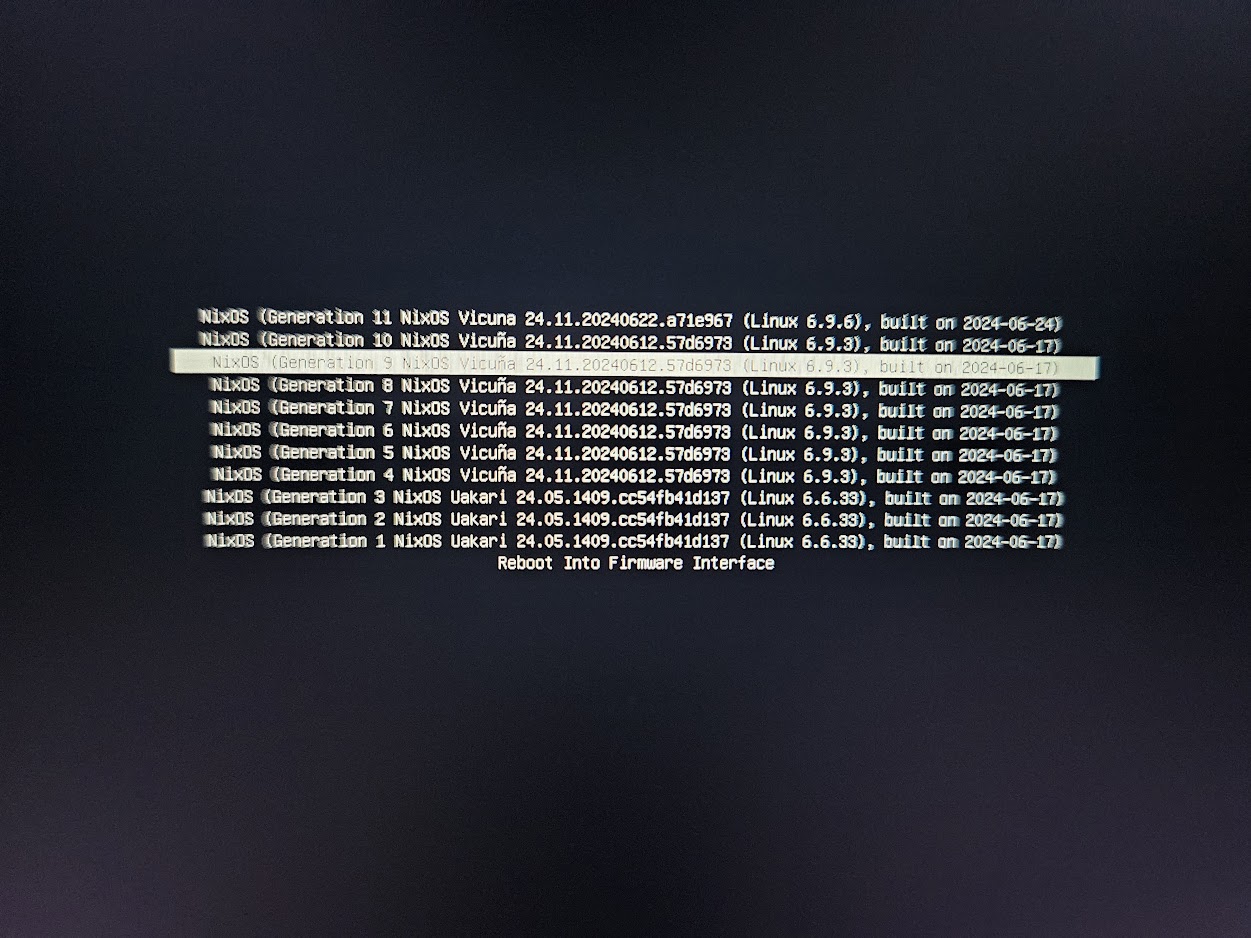 NixOS (Generation 11 NixOS Vicuna 24.11.20240622.a71e967 (Linux 6.9.6), built on 2024-06-24)
NixOS (Generation 10 NixOS Vicuña 24.11.20240612.57d6973 (Linux 6.9.3), built on 2024-06-17)
NixOS (Generation 9 NixOS Vicuña 24.11.20240612.57d6973 (Linux 6.9.3), built on 2024-06-17)
NixOS (Generation 8 NixOS Vicuña 24.11.20240612.57d6973 (Linux 6.9.3), built on 2024-06-17)
NixOS (Generation 7 NixOS Vicuña 24.11.20240612.57d6973 (Linux 6.9.3), built on 2024-06-17)
NixOS (Generation 6 NixOS Vicuña 24.11.20240612.57d6973 (Linux 6.9.3), built on 2024-06-17)
NixOS (Generation 5 NixOS Vicuña 24.11.20240612.57d6973 (Linux 6.9.3), built on 2024-06-17)
NixOS (Generation 4 NixOS Vicuña 24.11.20240612.57d6973 (Linux 6.9.3), built on 2024-06-17)
NixOS (Generation 3 NixOS Uakari 24.05.1409.cc54fb41d137 (Linux 6.6.33), built on 2024-06-17)
NixOS (Generation 2 NixOS Uakari 24.05.1409.cc54fb41d137 (Linux 6.6.33), built on 2024-06-17)
NixOS (Generation 1 NixOS Uakari 24.05.1409.cc54fb41d137 (Linux 6.6.33), built on 2024-06-17)
Reboot Into Firmware Interface